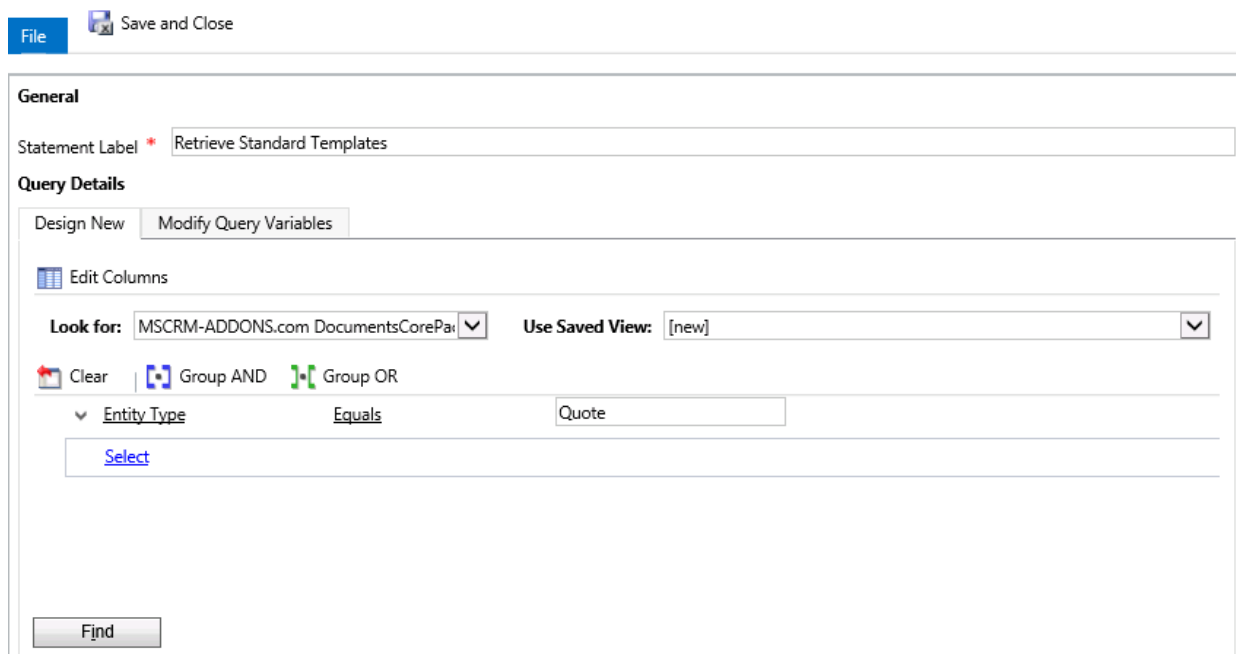 File Save and Close
General
Statement Label * Retrieve Standard Templates
Query Details
Design New Modify Query Variables
Edit Columns
Look for: MSCRM-ADDONS.com DocumentsCorePa Use Saved View: [new]
Clear Group AND Group OR
Entity Type Equals Quote
Select
Find